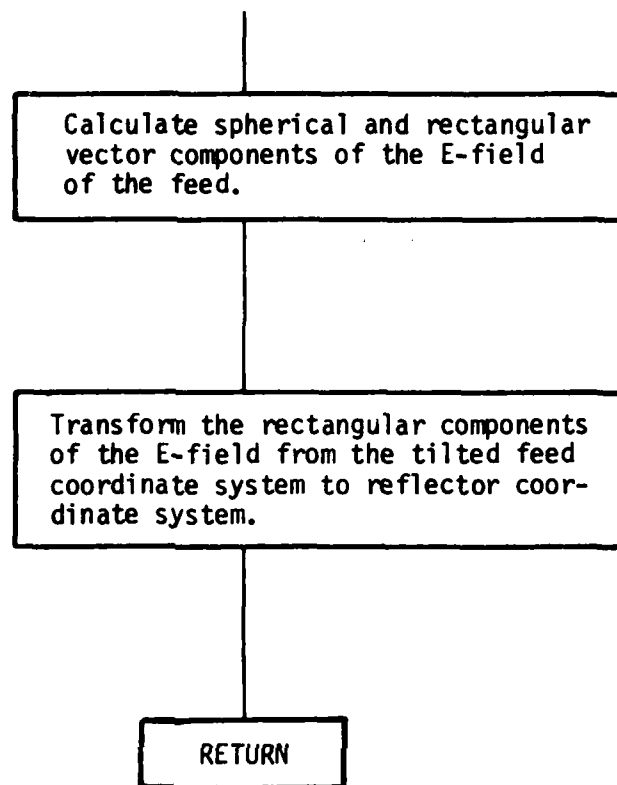 Calculate spherical and rectangular
vector components of the E-field
of the feed.
Transform the rectangular components
of the E-field from the tilted feed
coordinate system to reflector coor-
dinate system.
RETURN